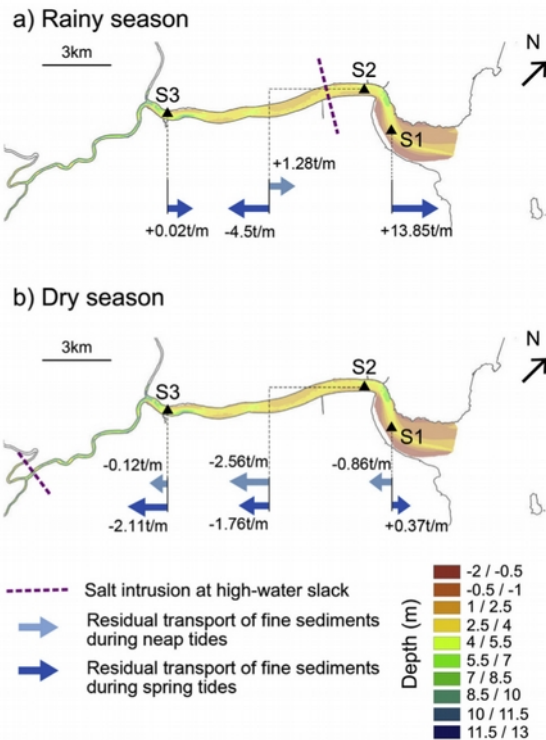 a) Rainy season
3km
N
S3
S2
S1
+1.28t/m
+0.02t/m
-4.5t/m
+13.85t/m
b) Dry season
3km
N
S3
S2
S1
-0.12t/m
-2.56t/m
-0.86t/m
-2.11t/m
-1.76t/m
+0.37t/m
Salt intrusion at high-water slack
Residual transport of fine sediments
during neap tides
Residual transport of fine sediments
during spring tides
Depth (m)
-2 / -0.5
-0.5 / -1
1 / 2.5
2.5 / 4
4 / 5.5
5.5 / 7
7 / 8.5
8.5 / 10
10 / 11.5
11.5 / 13